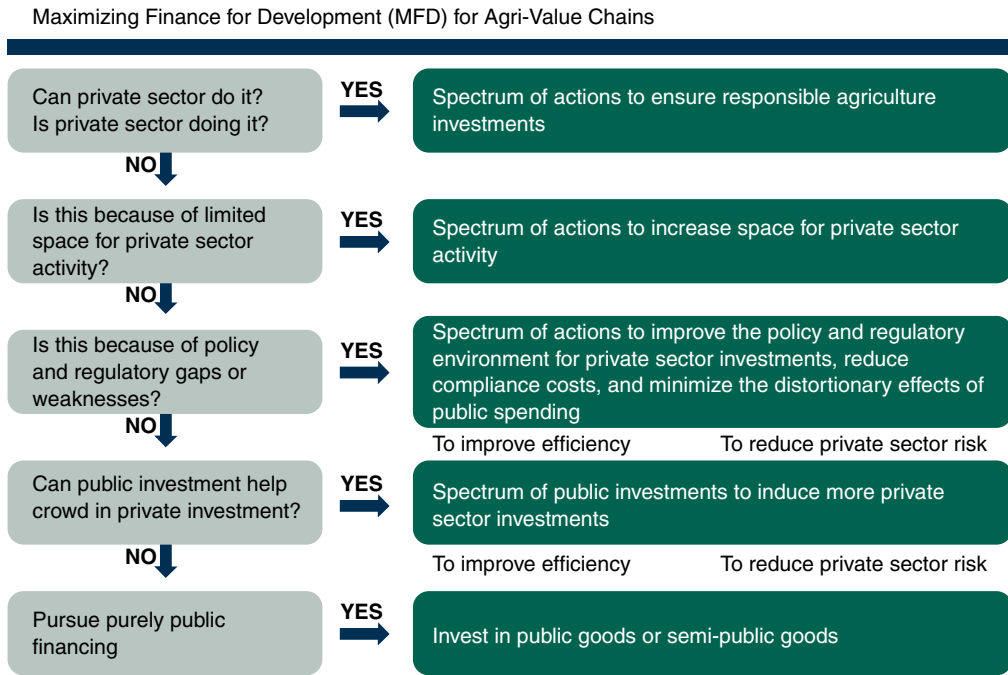 Maximizing Finance for Development (MFD) for Agri-Value Chains
Can private sector do it?
Is private sector doing it?
YES
Spectrum of actions to ensure responsible agriculture
investments
NO
Is this because of limited
space for private sector
activity?
YES
Spectrum of actions to increase space for private sector
activity
NO
Is this because of policy
and regulatory gaps or
weaknesses?
YES
Spectrum of actions to improve the policy and regulatory
environment for private sector investments, reduce
compliance costs, and minimize the distortionary effects of
public spending
NO
To improve efficiency
To reduce private sector risk
Can public investment help
crowd in private investment?
YES
Spectrum of public investments to induce more private
sector investments
NO
To improve efficiency
To reduce private sector risk
Pursue purely public
financing
YES
Invest in public goods or semi-public goods